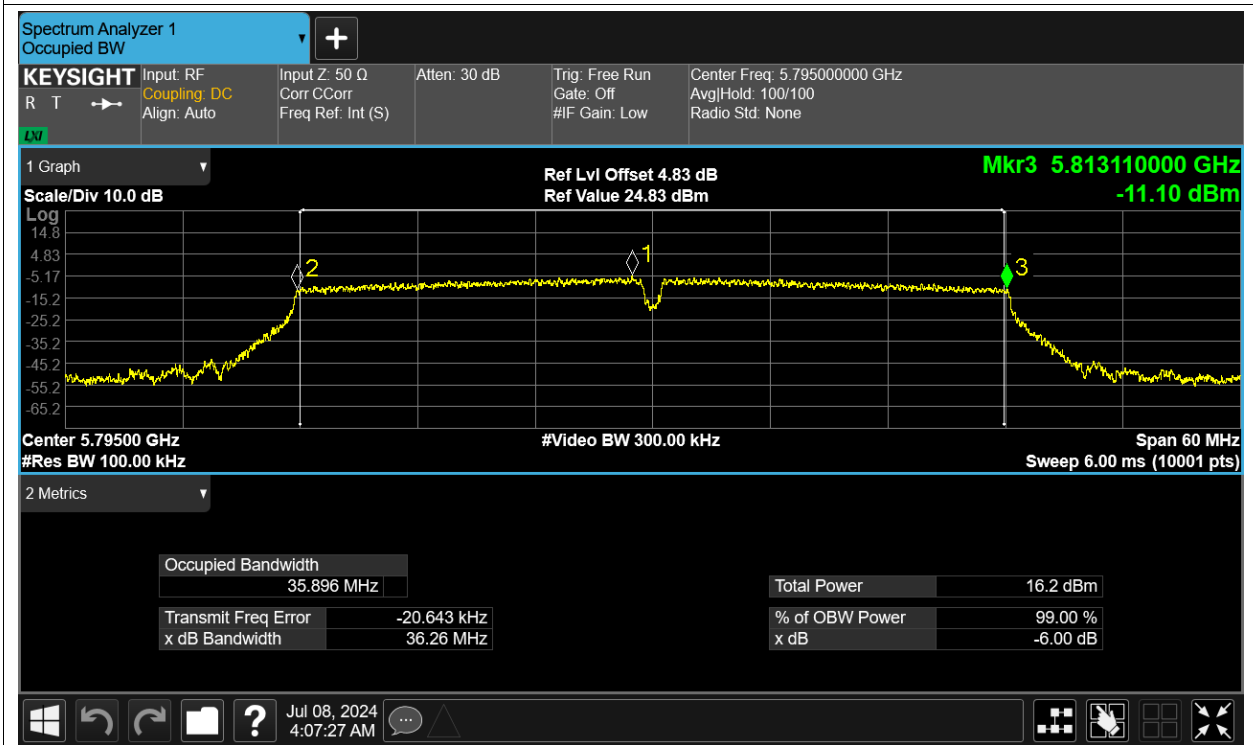 Spectrum Analyzer 1
Occupied BW
KEYSIGHT
R T
LXI
Input: RF
Coupling: DC
Align: Auto
Input Z: 50 Ω
Corr CCorr
Freq Ref: Int (S)
Atten: 30 dB
Trig: Free Run
Gate: Off
#IF Gain: Low
Center Freq: 5.795000000 GHz
Avg|Hold: 100/100
Radio Std: None
1 Graph
Scale/Div 10.0 dB
Ref Lvl Offset 4.83 dB
Ref Value 24.83 dBm
Mkr3 5.813110000 GHz
-11.10 dBm
Log
14.8
4.83
-5.17
-15.2
-25.2
-35.2
-45.2
-55.2
-65.2
2
1
3
Center 5.79500 GHz
#Res BW 100.00 kHz
#Video BW 300.00 kHz
Span 60 MHz
Sweep 6.00 ms (10001 pts)
2 Metrics
Occupied Bandwidth
35.896 MHz
Transmit Freq Error -20.643 kHz
x dB Bandwidth 36.26 MHz
Total Power 16.2 dBm
% of OBW Power 99.00 %
x dB -6.00 dB
?
Jul 08, 2024
4:07:27 AM